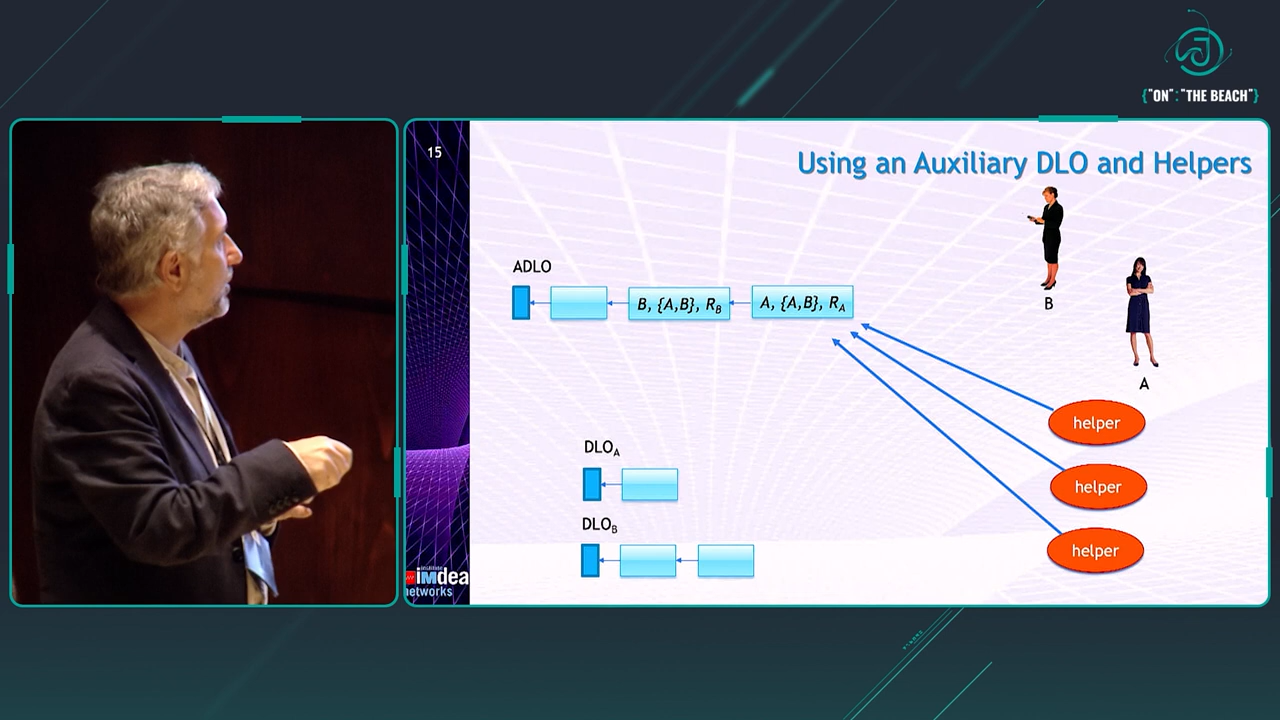 {"ON":"THE BEACH"}
15
Using an Auxiliary DLO and Helpers
ADLO
B, {A,B}, R_B
A, {A,B}, R_A
B
A
helper
DLO_A
helper
DLO_B
helper
institute
iMdea
networks